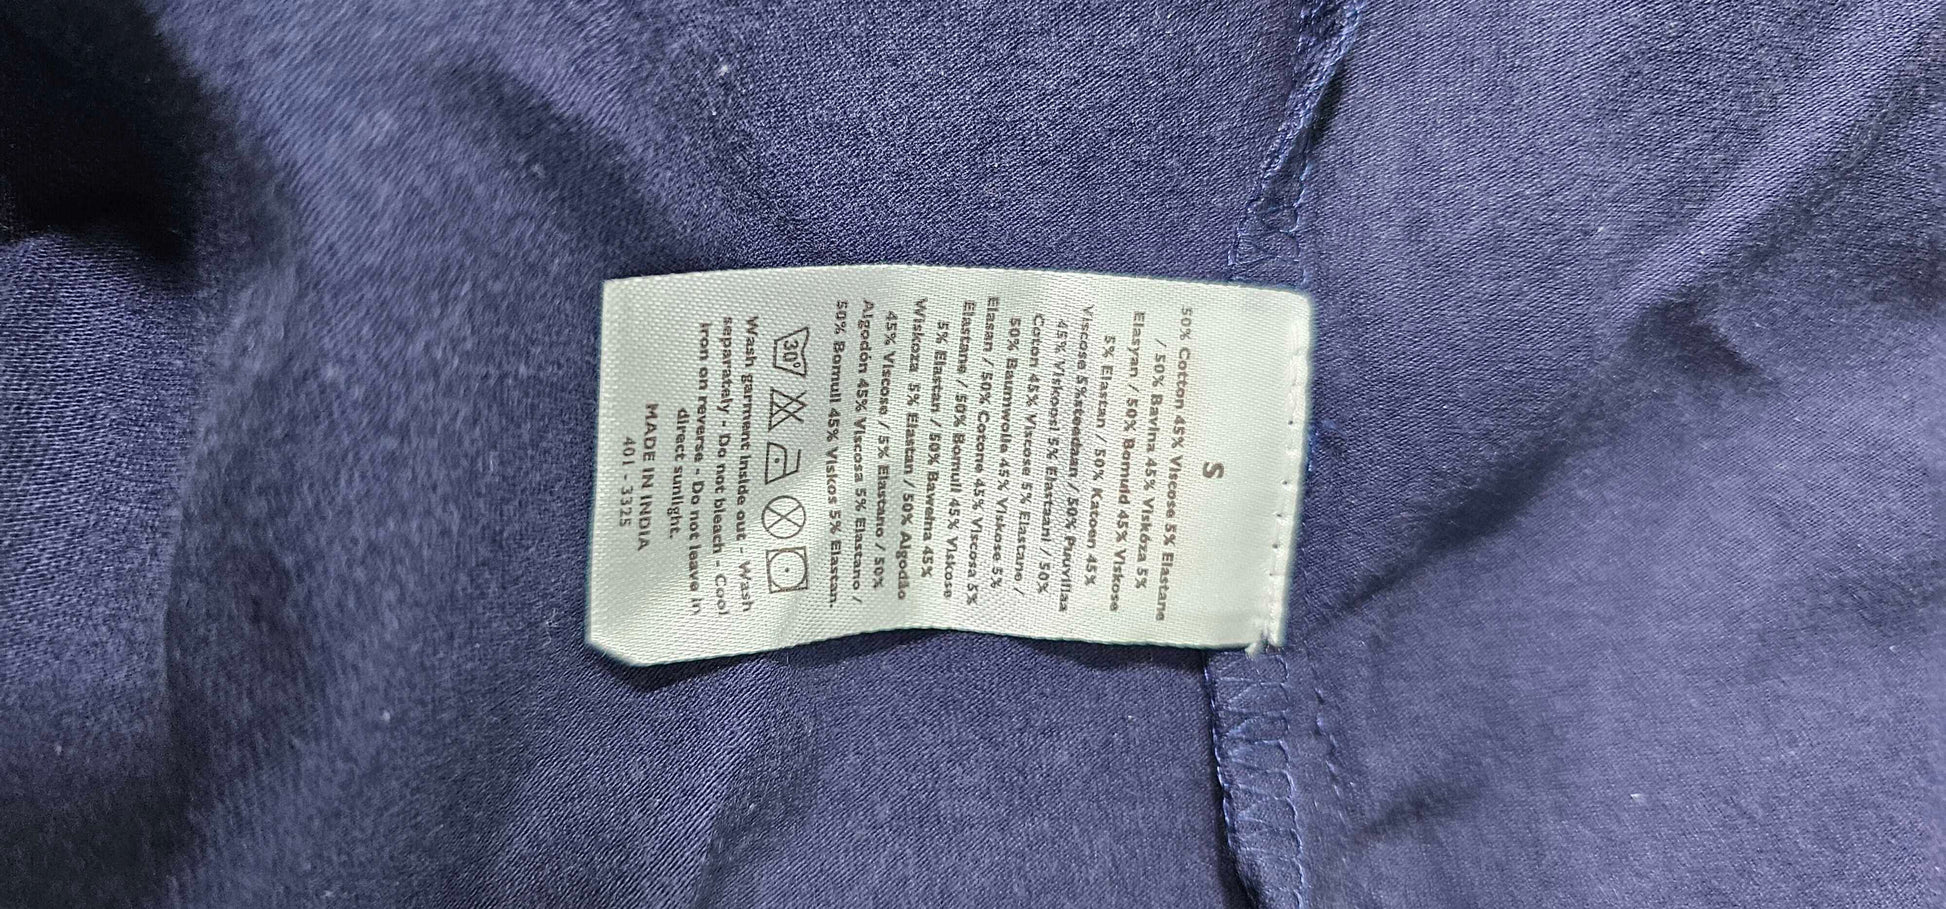 S
50% Cotton 45% Viscose 5% Elastane
/ 50% Bavlna 45% Viskóza 5%
Elasyan / 50% Bomuld 45% Viskose
5% Elastan / 50% Katoen 45%
Viscose 5%steedaan / 50% Puuvillaa
45% Viskoosi 5% Elastaani / 50%
Coton 45% Viscose 5% Elastane /
50% Baumwolle 45% Viskose 5%
Elasan / 50% Cotone 45% Viscosa 5%
Elastane / 50% Bomull 45% Viskose
5% Elastan / 50% Bawełna 45%
Wiskoza 5% Elastan / 50% Algodão
45% Viscose / 5% Elastano / 50%
Algodón 45% Viscosa 5% Elastano /
50% Bomull 45% Viskos 5% Elastan.
30°
Wash garment inside out - Wash
separately - Do not bleach - Cool
iron on reverse - Do not leave in
direct sunlight.
MADE IN INDIA
401 - 3325